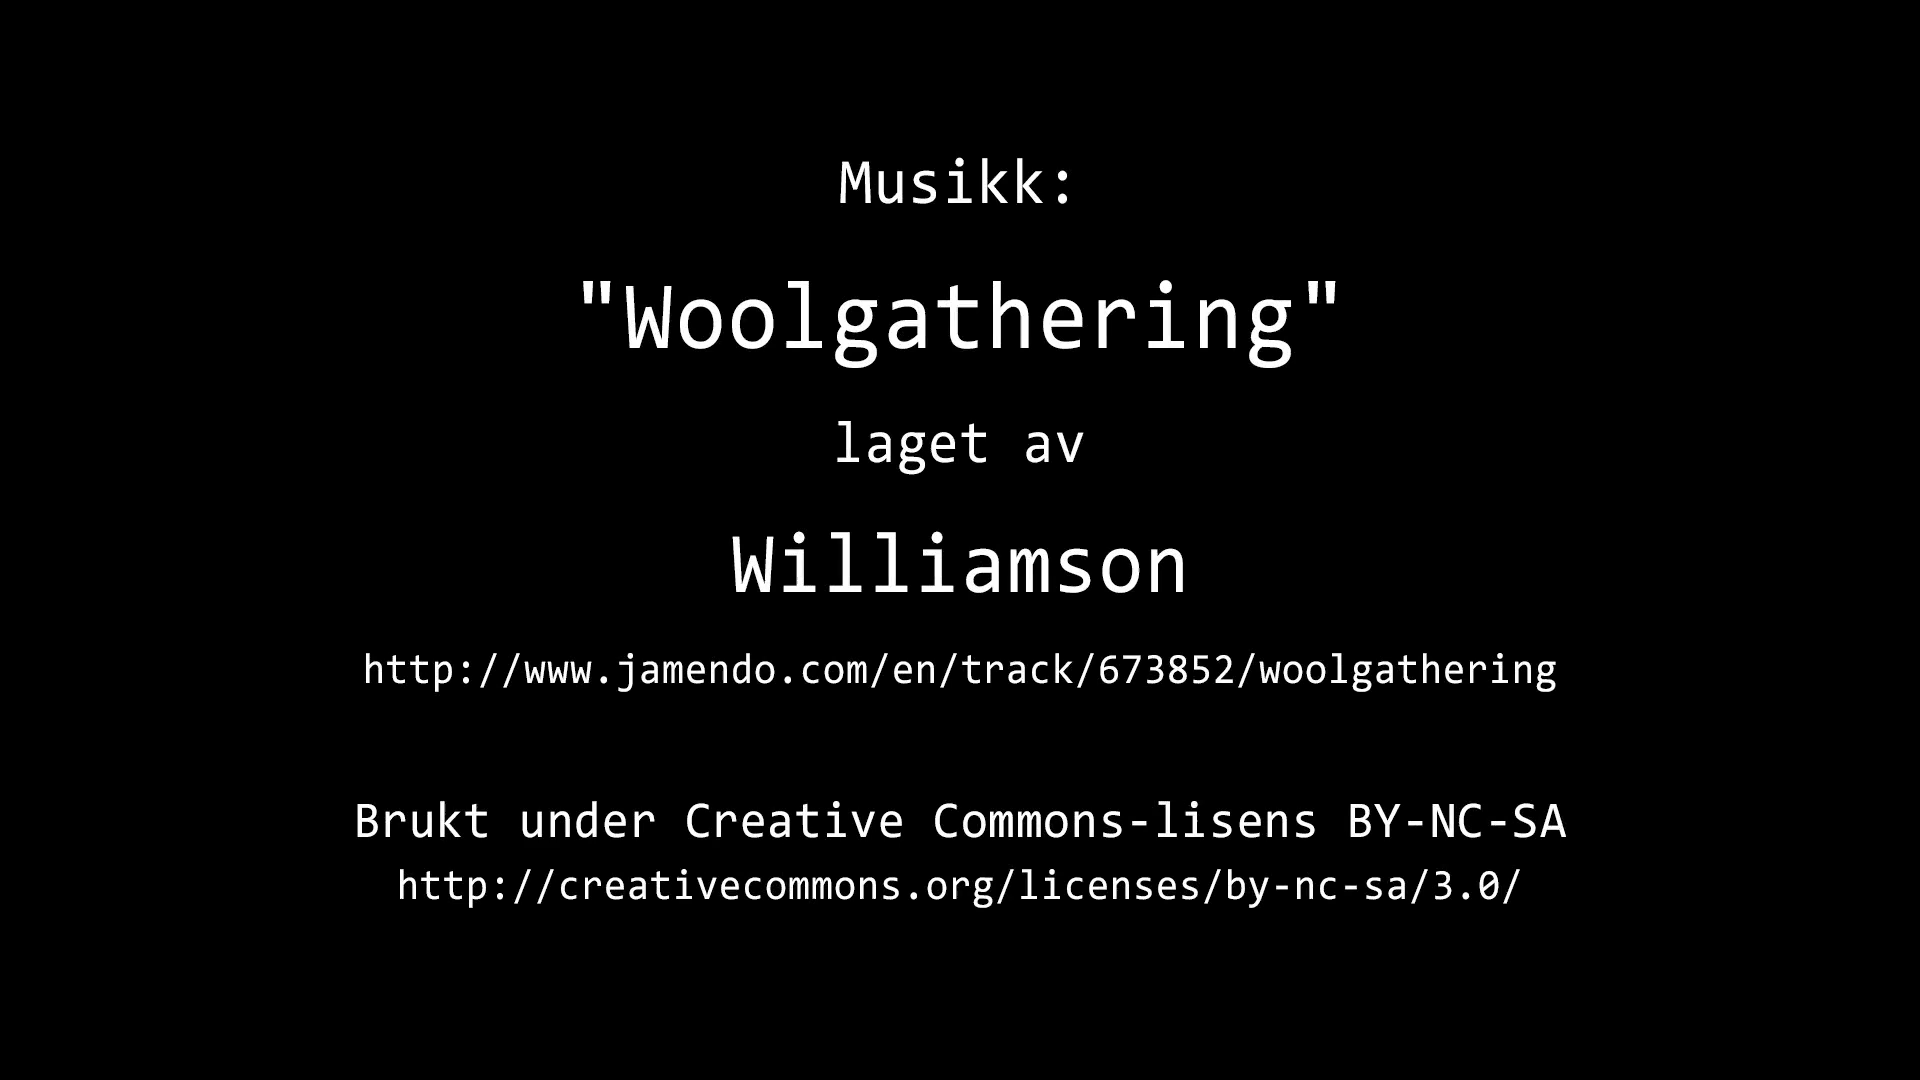 Musikk:
"Woolgathering"
laget av
Williamson
http://www.jamendo.com/en/track/673852/woolgathering
Brukt under Creative Commons-lisens BY-NC-SA
http://creativecommons.org/licenses/by-nc-sa/3.0/